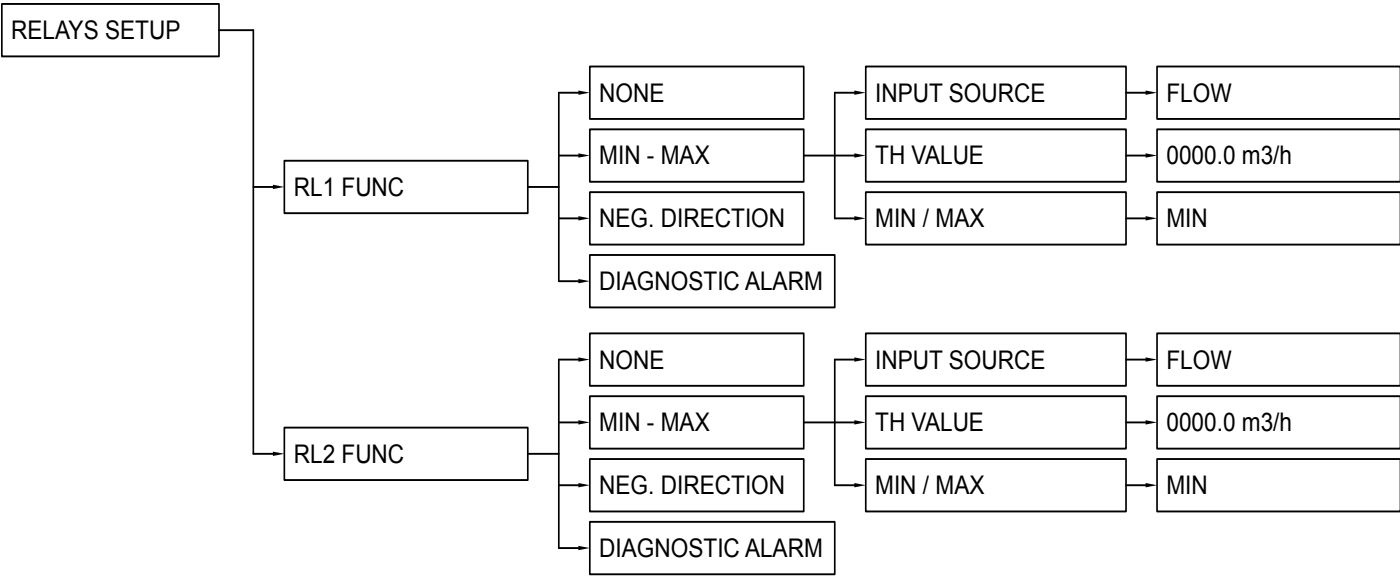 RELAYS SETUP
RL1 FUNC
NONE
MIN - MAX
INPUT SOURCE
FLOW
TH VALUE
0000.0 m3/h
MIN / MAX
MIN
NEG. DIRECTION
DIAGNOSTIC ALARM
RL2 FUNC
NONE
MIN - MAX
INPUT SOURCE
FLOW
TH VALUE
0000.0 m3/h
MIN / MAX
MIN
NEG. DIRECTION
DIAGNOSTIC ALARM